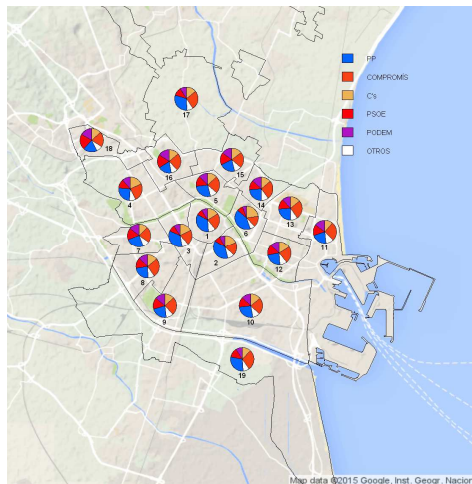 PP
COMPROMÍS
C's
PSOE
PODEM
OTROS
17
18
16
15
4
5
14
13
1
6
11
7
3
2
12
8
9
10
19
Map data ©2015 Google, Inst. Geogr. Nacion